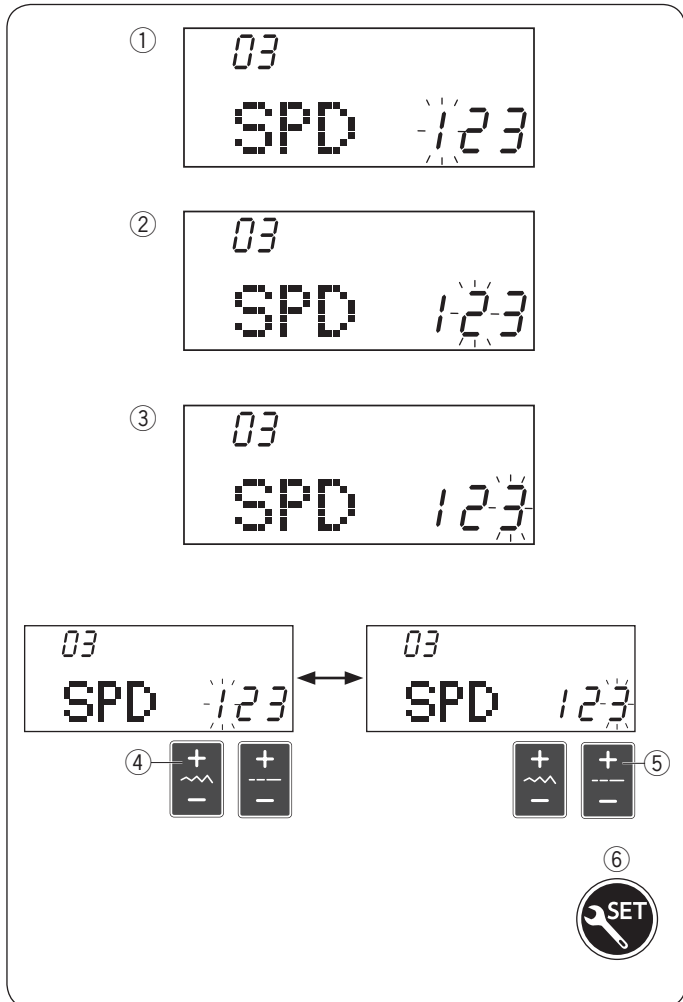 ①
03
SPD 123
②
03
SPD 123
③
03
SPD 123
03
SPD 123
03
SPD 123
④ + + + + ⑤
− − − −
⑥
SET